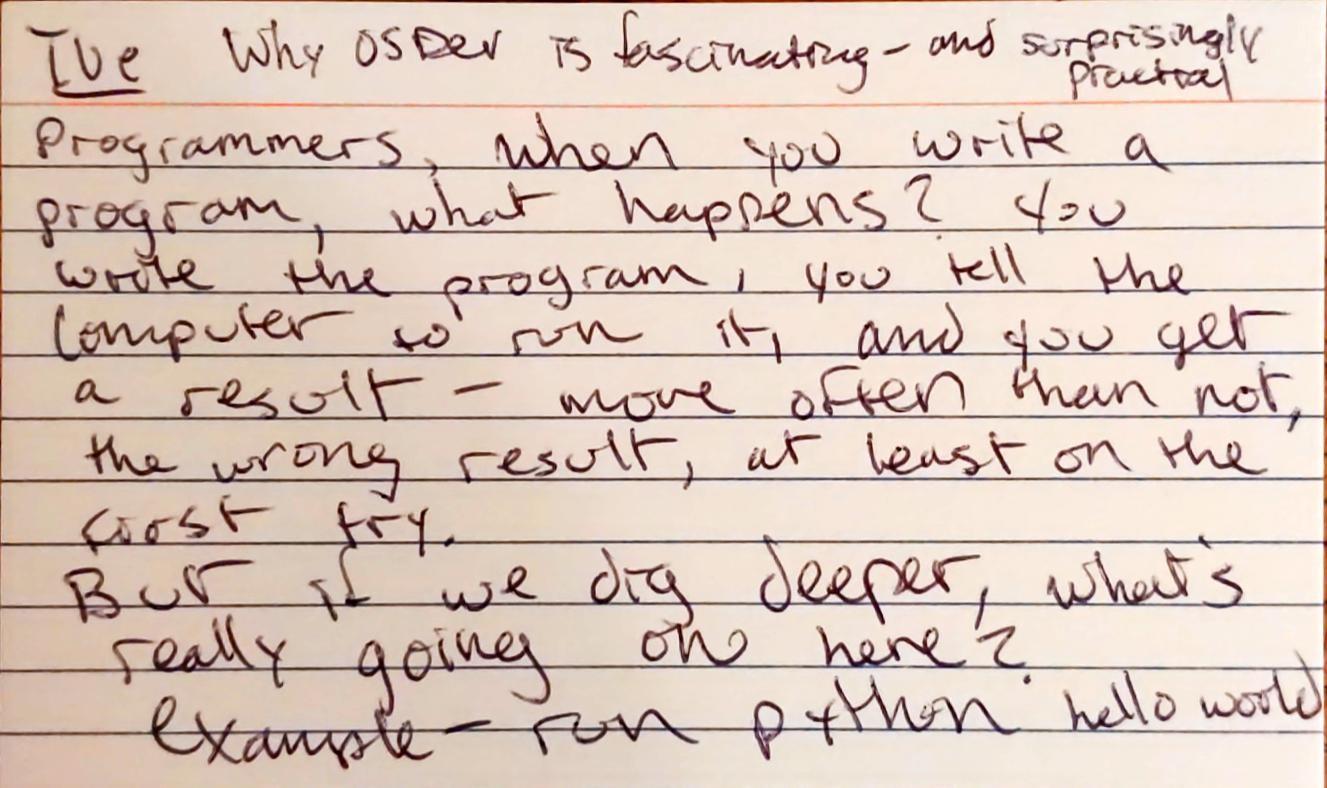 IVe Why OSDev is fascinating - and surprisingly
practical
Programmers, when you write a
program, what happens? You
write the program, you tell the
computer to run it, and you get
a result - more often than not,
the wrong result, at least on the
first try.
But if we dig deeper, what's
really going on here?
example - run python hello world